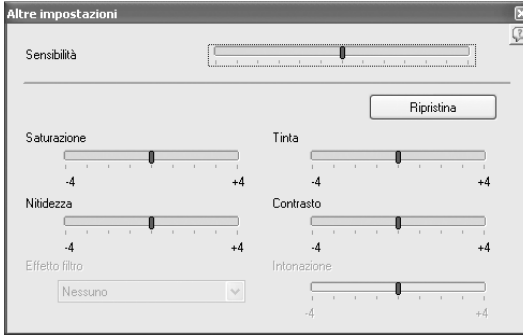 Altre impostazioni
Sensibilità
Ripristina
Saturazione Tinta
-4 +4 -4 +4
Nitidezza Contrasto
-4 +4 -4 +4
Effetto filtro Intonazione
Nessuno
-4 +4